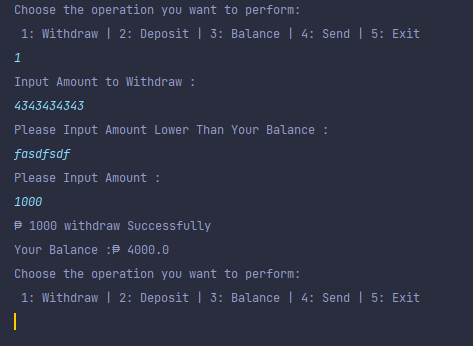 Choose the operation you want to perform:
1: Withdraw | 2: Deposit | 3: Balance | 4: Send | 5: Exit
1
Input Amount to Withdraw :
4343434343
Please Input Amount Lower Than Your Balance :
fasdfsdf
Please Input Amount :
1000
₱ 1000 withdraw Successfully
Your Balance :₱ 4000.0
Choose the operation you want to perform:
1: Withdraw | 2: Deposit | 3: Balance | 4: Send | 5: Exit